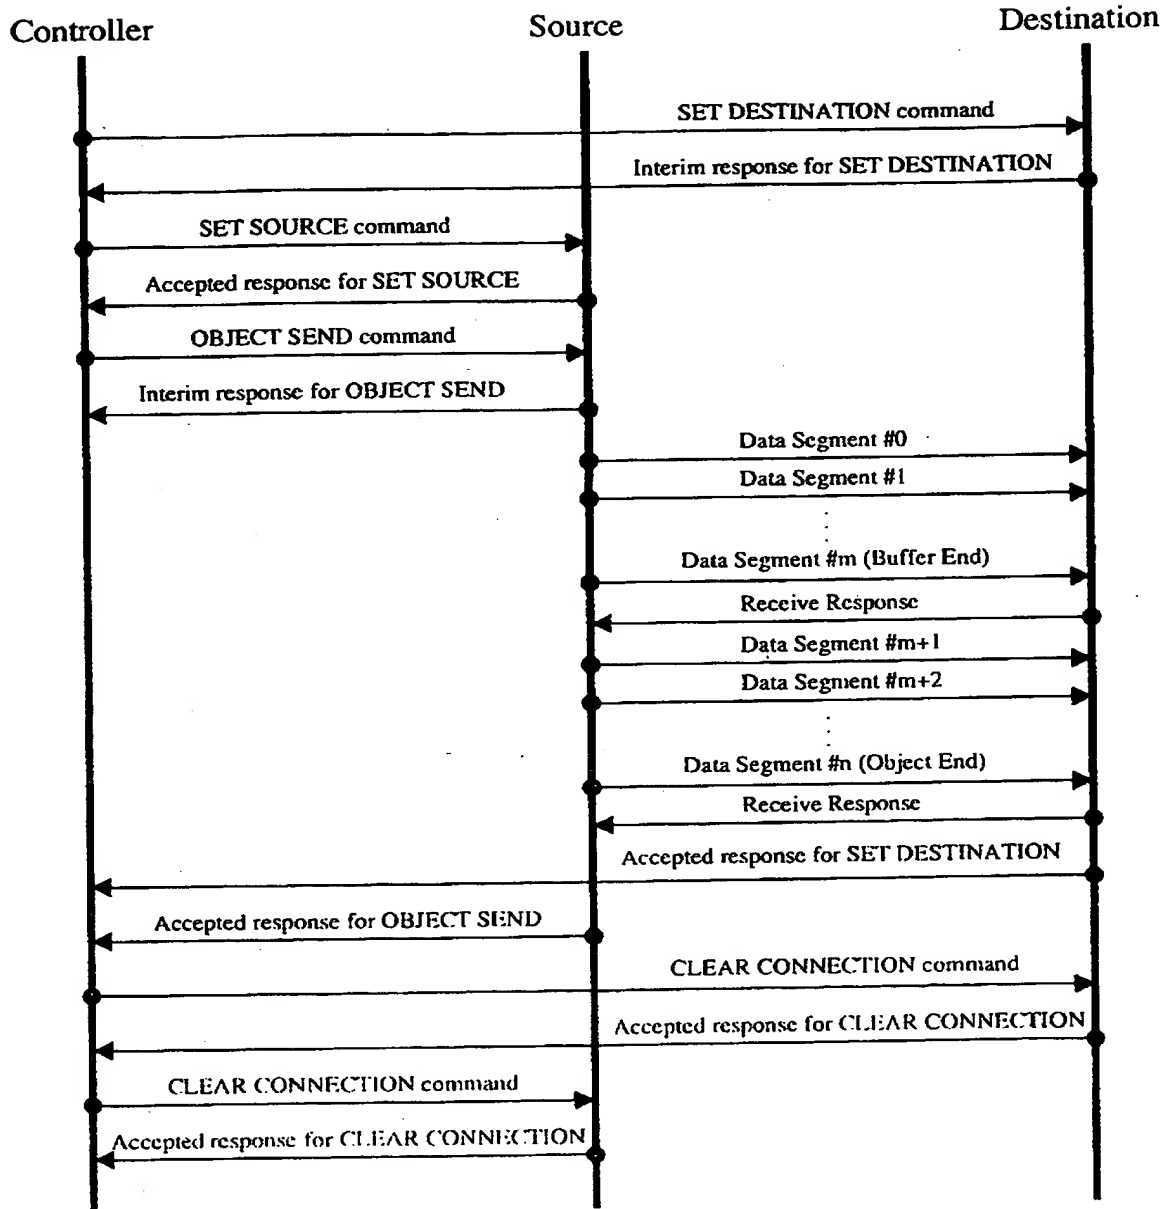 Controller
Source
Destination
SET DESTINATION command
Interim response for SET DESTINATION
SET SOURCE command
Accepted response for SET SOURCE
OBJECT SEND command
Interim response for OBJECT SEND
Data Segment #0
Data Segment #1
Data Segment #m (Buffer End)
Receive Response
Data Segment #m+1
Data Segment #m+2
Data Segment #n (Object End)
Receive Response
Accepted response for SET DESTINATION
Accepted response for OBJECT SEND
CLEAR CONNECTION command
Accepted response for CLEAR CONNECTION
CLEAR CONNECTION command
Accepted response for CLEAR CONNECTION